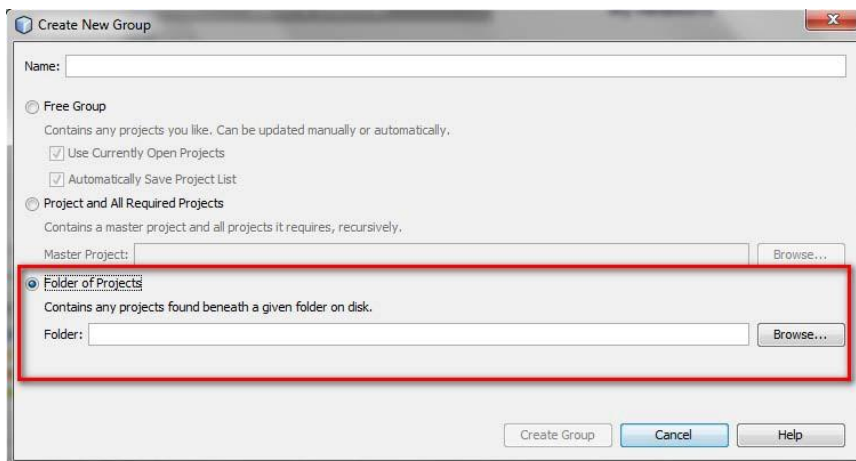 Create New Group
Name:
Free Group
Contains any projects you like. Can be updated manually or automatically.
Use Currently Open Projects
Automatically Save Project List
Project and All Required Projects
Contains a master project and all projects it requires, recursively.
Master Project: Browse...
Folder of Projects
Contains any projects found beneath a given folder on disk.
Folder: Browse...
Create Group Cancel Help